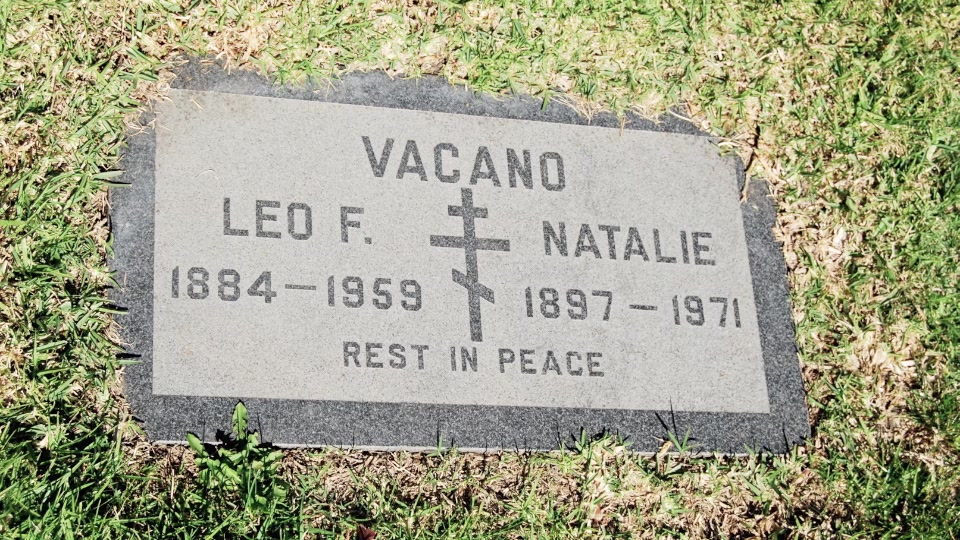 VACANO
LEO F. NATALIE
1884–1959 1897–1971
REST IN PEACE